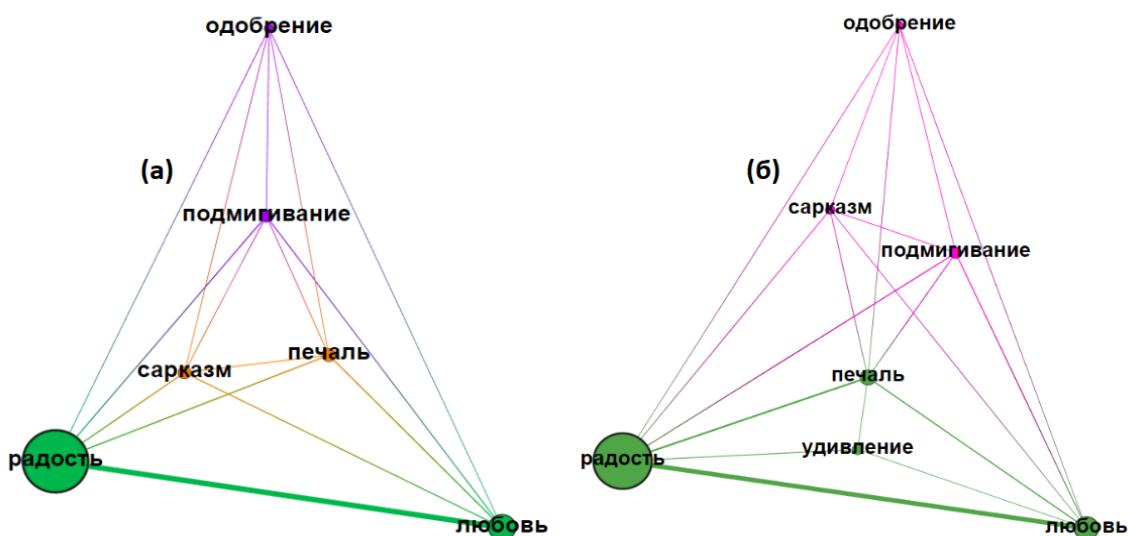 одобрение
(а)
подмигивание
печаль
сарказм
радость
любовь
одобрение
(б)
сарказм
подмигивание
печаль
удивление
радость
любовь